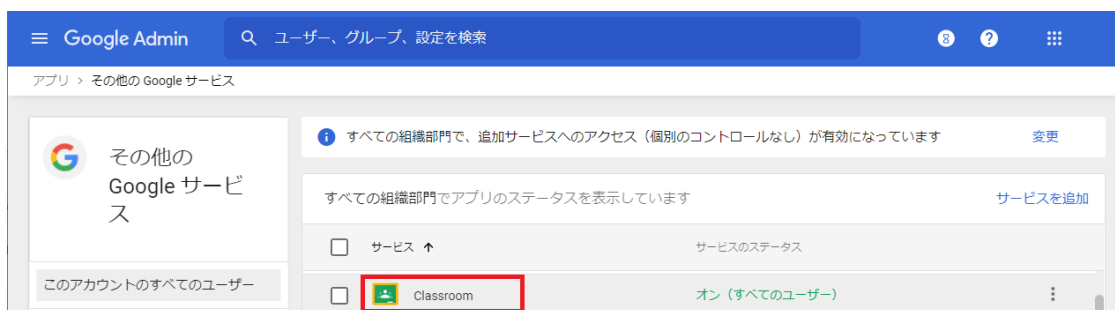 Google Admin
ユーザー、グループ、設定を検索
アプリ > その他の Google サービス
その他の
Google サービ
ス
このアカウントのすべてのユーザー
すべての組織部門で、追加サービスへのアクセス（個別のコントロールなし）が有効になっています
変更
すべての組織部門でアプリのステータスを表示しています
サービスを追加
サービス ↑
サービスのステータス
Classroom
オン（すべてのユーザー）